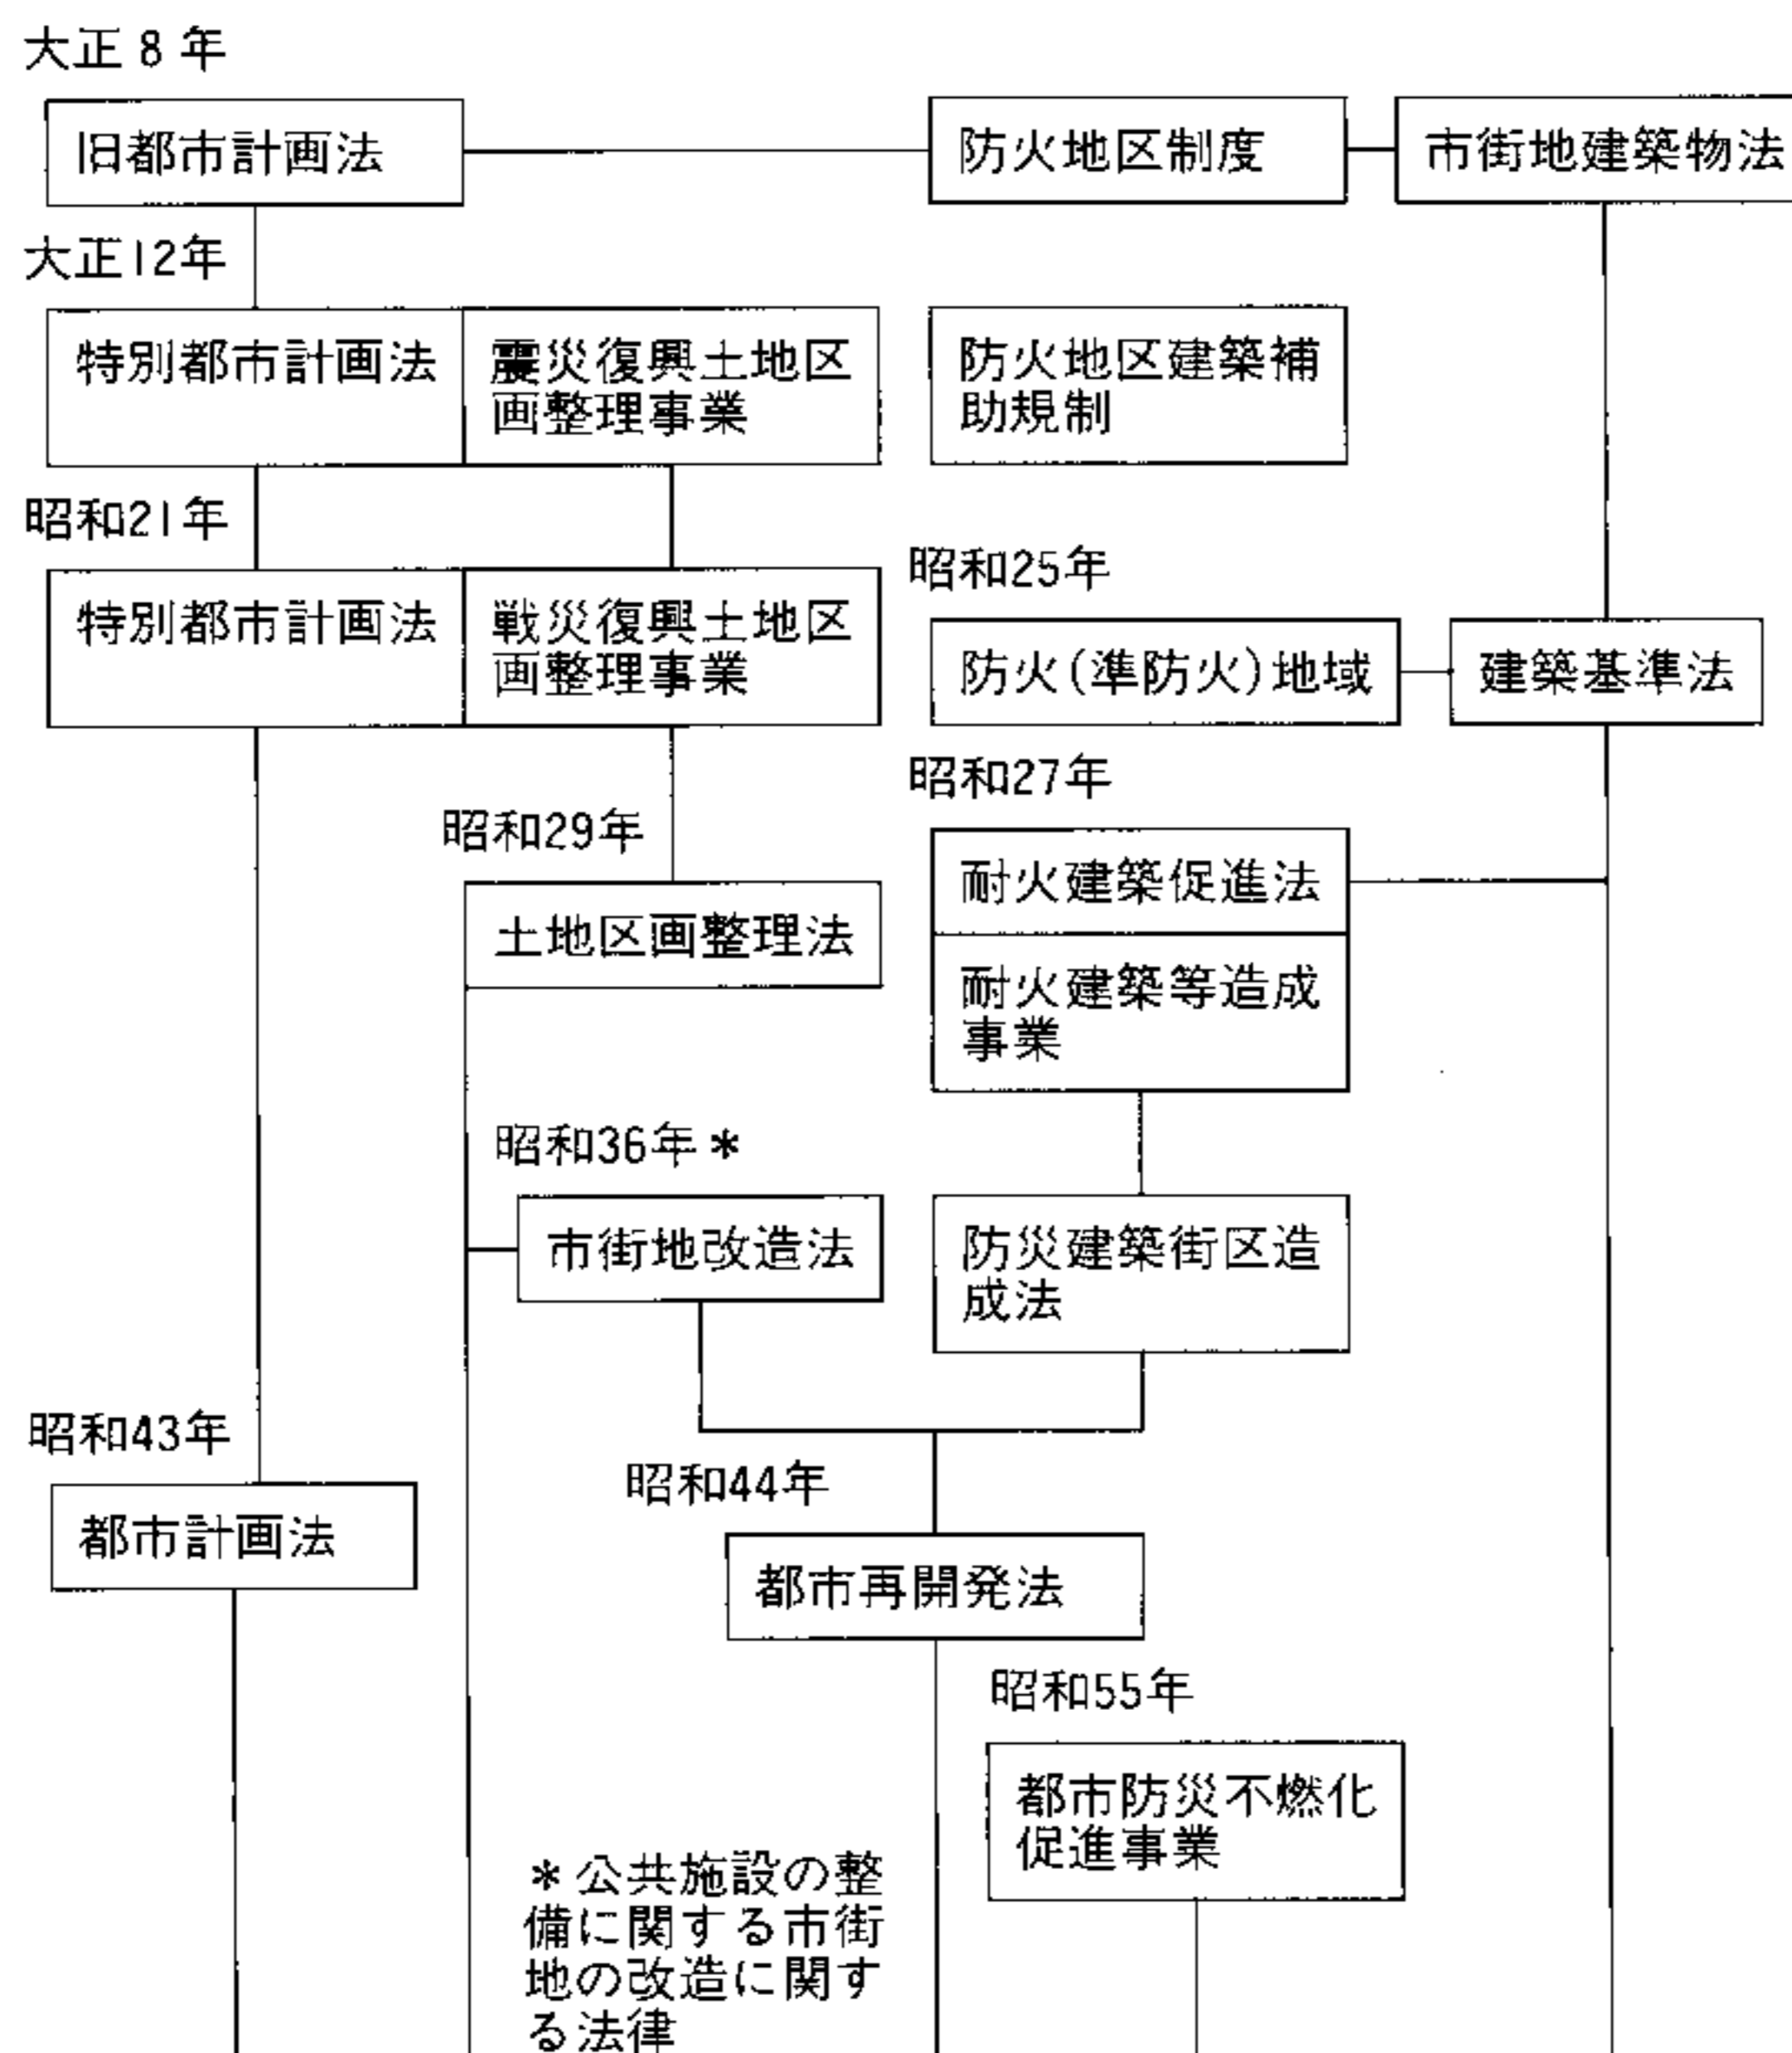 大正8年
旧都市計画法
防火地区制度
市街地建築物法
大正12年
特別都市計画法
震災復興土地区
画整理事業
防火地区建築補
助規制
昭和21年
特別都市計画法
戦災復興土地区
画整理事業
昭和25年
防火(準防火)地域
建築基準法
昭和27年
耐火建築促進法
耐火建築等造成
事業
昭和29年
土地区画整理法
昭和36年*
市街地改造法
防災建築街区造
成法
昭和43年
都市計画法
昭和44年
都市再開発法
昭和55年
都市防災不燃化
促進事業
*公共施設の整
備に関する市街
地の改造に関す
る法律